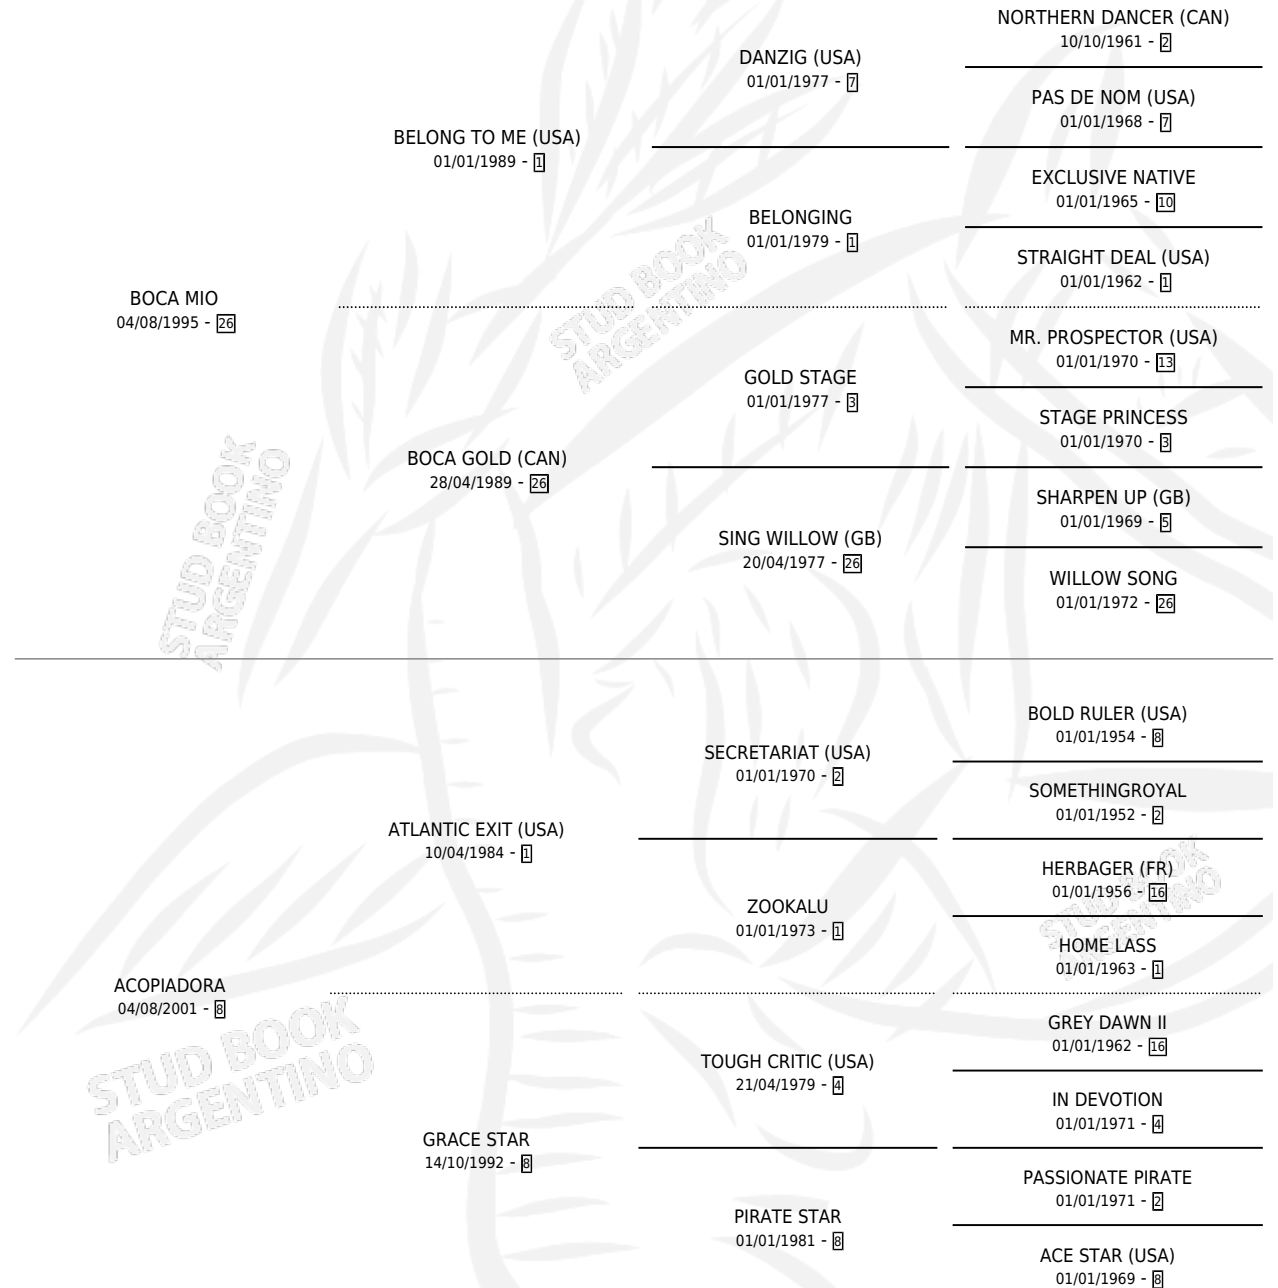 NORTHERN DANCER (CAN)
10/10/1961 - 2
DANZIG (USA)
01/01/1977 - 7
PAS DE NOM (USA)
01/01/1968 - 7
BELONG TO ME (USA)
01/01/1989 - 1
EXCLUSIVE NATIVE
01/01/1965 - 10
BELONGING
01/01/1979 - 1
STRAIGHT DEAL (USA)
01/01/1962 - 1
BOCA MIO
04/08/1995 - 26
STUD BOOK
ARGENTINO
MR. PROSPECTOR (USA)
01/01/1970 - 13
GOLD STAGE
01/01/1977 - 3
STAGE PRINCESS
01/01/1970 - 3
BOCA GOLD (CAN)
28/04/1989 - 26
SHARPEN UP (GB)
01/01/1969 - 5
SING WILLOW (GB)
20/04/1977 - 26
WILLOW SONG
01/01/1972 - 26
STUD BOOK
ARGENTINO
BOLD RULER (USA)
01/01/1954 - 8
SECRETARIAT (USA)
01/01/1970 - 2
SOMETHINGROYAL
01/01/1952 - 2
ATLANTIC EXIT (USA)
10/04/1984 - 1
HERBAGER (FR)
01/01/1956 - 16
ZOOKALU
01/01/1973 - 1
STUD BOOK
ARGENTINO
HOME LASS
01/01/1963 - 1
ACOPIADORA
04/08/2001 - 8
GREY DAWN II
01/01/1962 - 16
STUD BOOK
ARGENTINO
TOUGH CRITIC (USA)
21/04/1979 - 4
IN DEVOTION
01/01/1971 - 4
GRACE STAR
14/10/1992 - 8
PASSIONATE PIRATE
01/01/1971 - 2
PIRATE STAR
01/01/1981 - 8
ACE STAR (USA)
01/01/1969 - 8